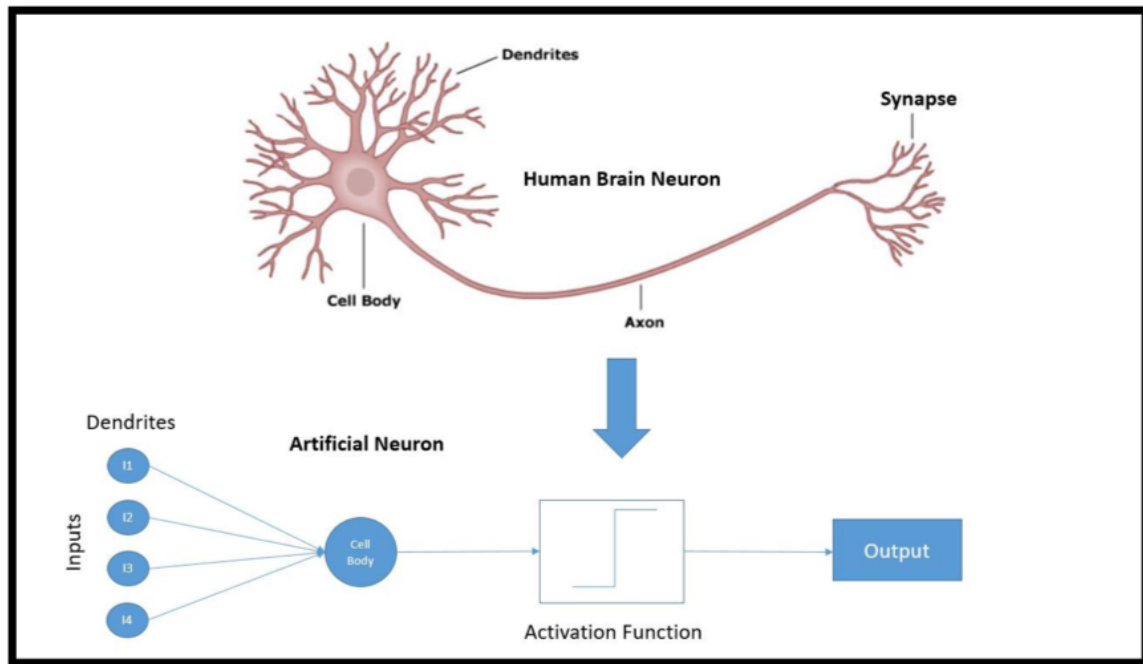 Dendrites
Synapse
Human Brain Neuron
Cell Body
Axon
Dendrites
Artificial Neuron
Inputs
I1
I2
I3
I4
Cell
Body
Output
Activation Function